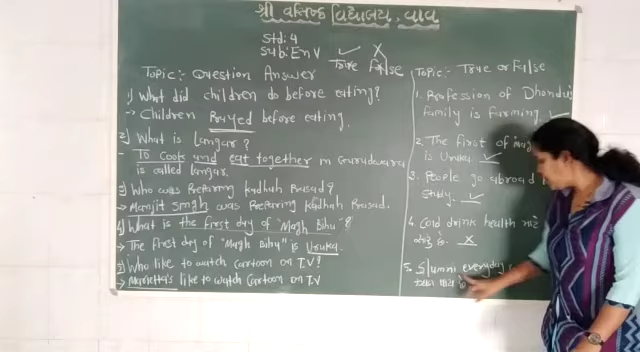 શ્રી વસિષ્ઠ વિદ્યાલય, વાવ
Std: 4
Sub: Env
✓ X
True False
Topic:- Question Answer
1) What did children do before eating?
→ Children Prayed before eating.
2) What is langar?
- To cook and eat together in Gurudwara
is called langar.
3) Who was Preparing Kadhah Prasad?
→ Manjit singh was Preparing Kadhah Prasad.
4) What is the first day of "Magh Bihu"?
→ The first day of "Magh Bihu" is Uruka.
5) Who like to watch cartoon on T.V?
→ Marietta's like to watch cartoon on T.V
Topic:- True or False
1. Profession of Dhondu's
family is Farming. ✓
2. The first of
is Uruka. ✓
3. People go abroad
study. ✓
4. Cold drink health માટે
X
5. everyday